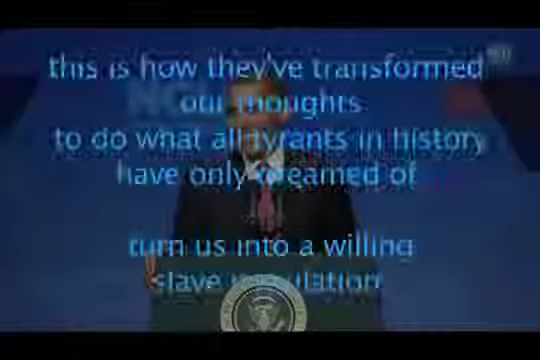 this is how they've transformed
our thoughts
to do what all tyrants in history
have only dreamed of
turn us into a willing
slave population